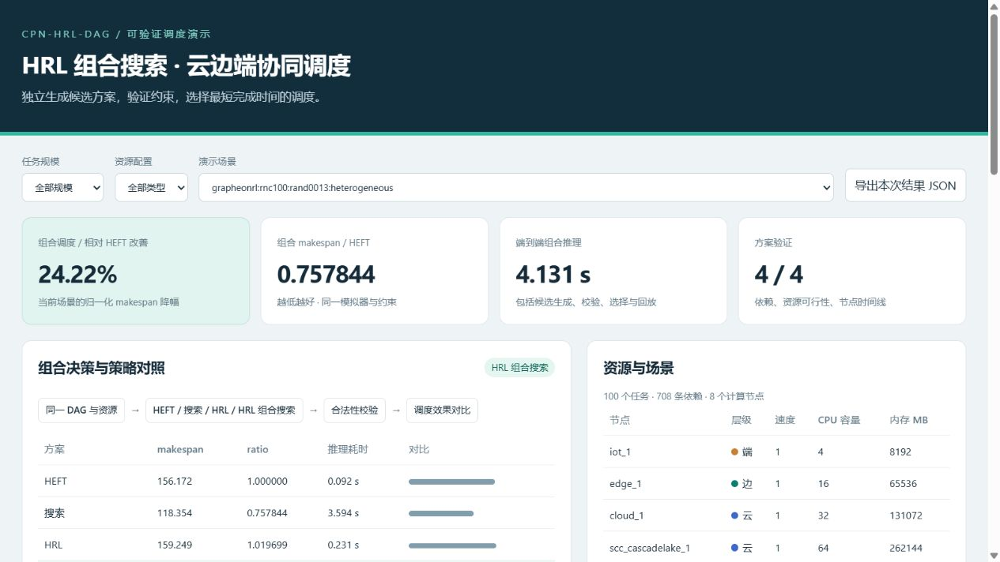 CPN-HRL-DAG / 可验证调度演示
HRL 组合搜索 · 云边端协同调度
独立生成候选方案，验证约束，选择最短完成时间的调度。
任务规模 资源配置 演示场景
全部规模 全部类型 grapheonrl:rnc100:rand0013:heterogeneous 导出本次结果 JSON
组合调度 / 相对 HEFT 改善
24.22%
当前场景的归一化 makespan 降幅
组合 makespan / HEFT
0.757844
越低越好 · 同一模拟器与约束
端到端组合推理
4.131 s
包括候选生成、校验、选择与回放
方案验证
4 / 4
依赖、资源可行性、节点时间线
组合决策与策略对照 HRL 组合搜索
同一 DAG 与资源 → HEFT / 搜索 / HRL / HRL 组合搜索 → 合法性校验 → 调度效果对比
方案 makespan ratio 推理耗时 对比
HEFT 156.172 1.000000 0.092 s
搜索 118.354 0.757844 3.594 s
HRL 159.249 1.019699 0.231 s
资源与场景
100 个任务 · 708 条依赖 · 8 个计算节点
节点 层级 速度 CPU 容量 内存 MB
iot_1 端 1 4 8192
edge_1 边 1 16 65536
cloud_1 云 1 32 131072
scc_cascadelake_1 云 1 64 262144